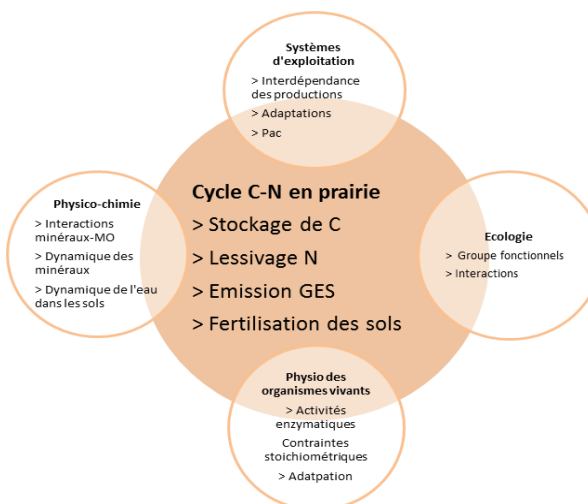 Systèmes
d'exploitation
> Interdépendance
des productions
> Adaptations
> Pac
Physico-chimie
> Interactions
minéraux-MO
> Dynamique des
minéraux
> Dynamique de l'eau
dans les sols
Cycle C-N en prairie
> Stockage de C
> Lessivage N
> Emission GES
> Fertilisation des sols
Ecologie
> Groupe fonctionnels
> Interactions
Physio des
organismes vivants
> Activités
enzymatiques
Contraintes
stoichiométriques
> Adatpation